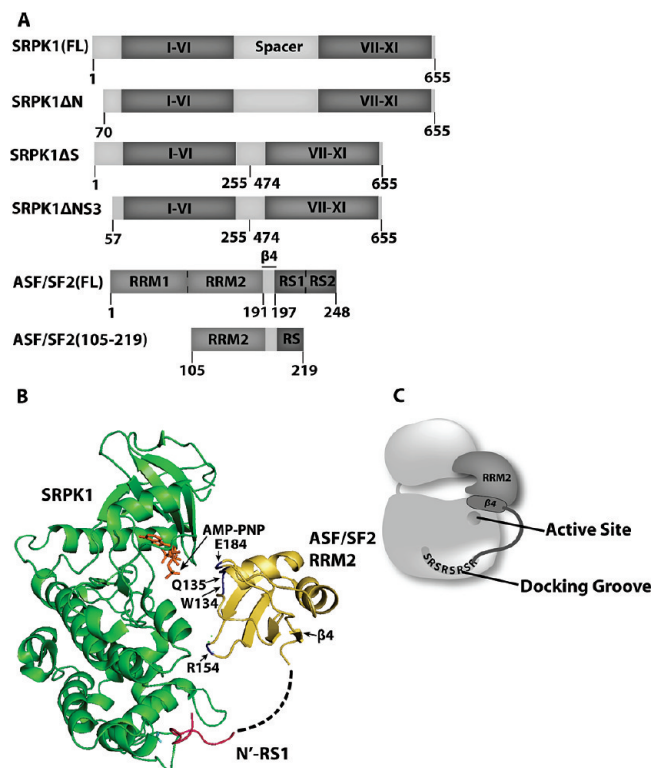 A
SRPK1(FL) I-VI Spacer VII-XI
1 655
SRPK1ΔN I-VI VII-XI
70 655
SRPK1ΔS I-VI VII-XI
1 255 474 655
SRPK1ΔNS3 I-VI VII-XI
57 255 474 655
β4
ASF/SF2(FL) RRM1 RRM2 RS1 RS2
1 191 197 248
ASF/SF2(105-219) RRM2 RS
105 219
B
SRPK1
AMP-PNP
E184
Q135
W134
R154
ASF/SF2
RRM2
β4
N'-RS1
C
RRM2
β4
Active Site
SRSRSRSR
Docking Groove